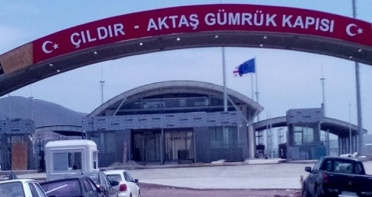 ÇILDIR - AKTAŞ GÜMRÜK KAPISI